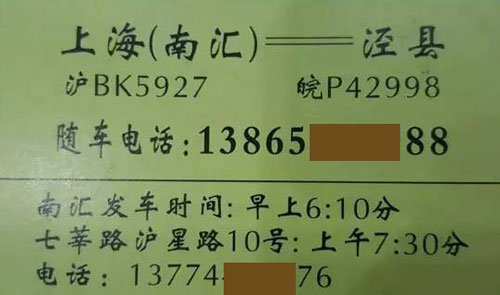 上海(南汇)══泾县
沪BK5927 皖P42998
随车电话:13865 88
南汇发车时间:早上6:10分
七莘路沪星路10号:上午7:30分
电话:13774 76